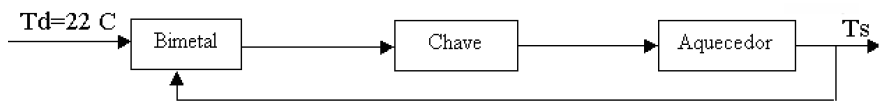 Td=22 C
Bimetal
Chave
Aquecedor
Ts